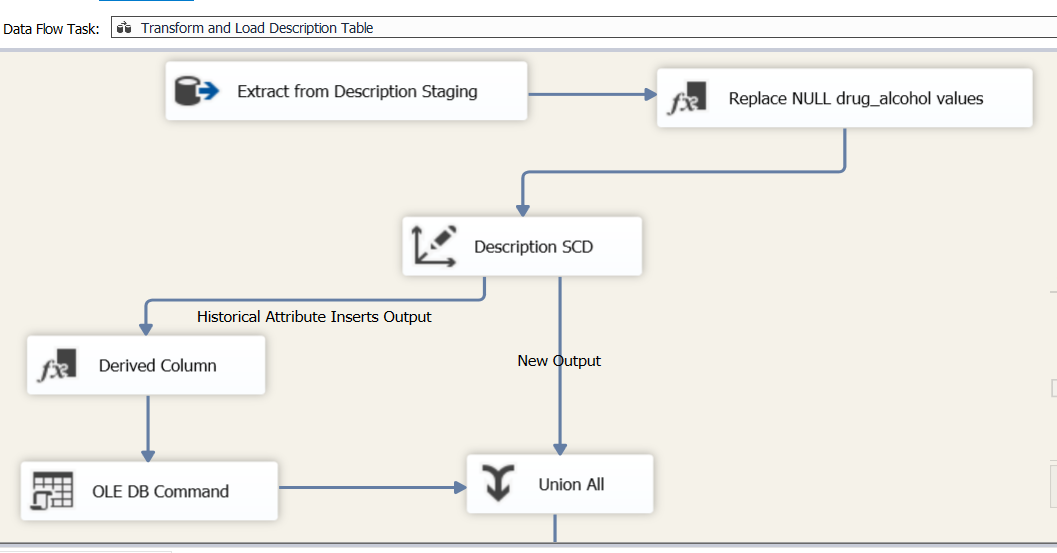 Data Flow Task: Transform and Load Description Table
Extract from Description Staging
Replace NULL drug_alcohol values
Description SCD
Historical Attribute Inserts Output
New Output
Derived Column
OLE DB Command
Union All